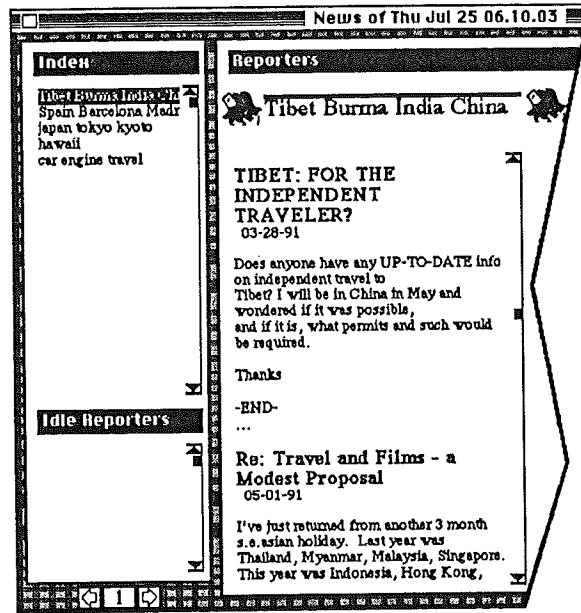 News of Thu Jul 25 06.10.03
Index
Tibet Burma India Chi
Spain Barcelona Madr
japan tokyo kyoto
hawaii
car engine travel
Idle Reporters
1
Reporters
Tibet Burma India China
TIBET: FOR THE
INDEPENDENT
TRAVELER?
03-28-91
Does anyone have any UP-TO-DATE info
on independent travel to
Tibet? I will be in China in May and
wondered if it was possible,
and if it is, what permits and such would
be required.
Thanks
-END-
...
Re: Travel and Films - a
Modest Proposal
05-01-91
I've just returned from another 3 month
s.e.asian holiday. Last year was
Thailand, Myanmar, Malaysia, Singapore.
This year was Indonesia, Hong Kong,